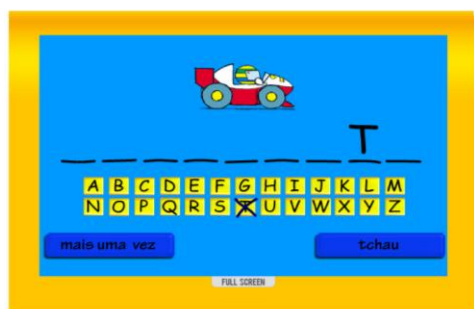 T
A B C D E F G H I J K L M
N O P Q R S T U V W X Y Z
mais uma vez
tchau
FULL SCREEN